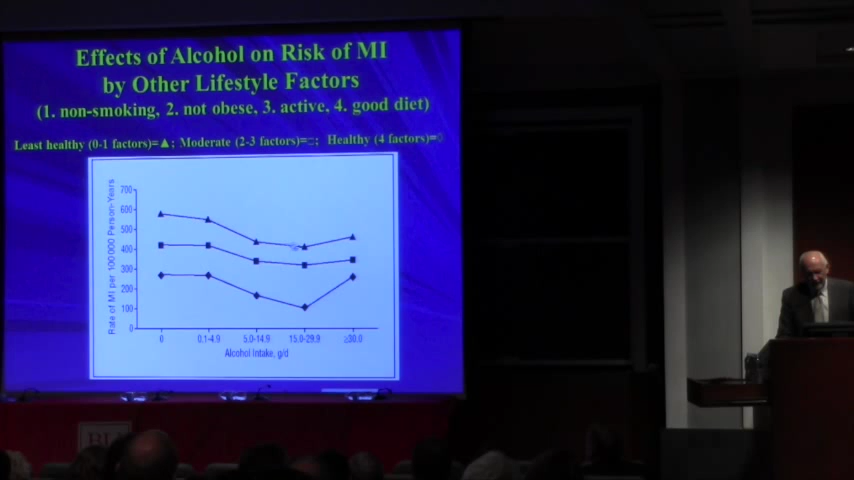 Effects of Alcohol on Risk of MI
by Other Lifestyle Factors
(1. non-smoking, 2. not obese, 3. active, 4. good diet)
Least healthy (0-1 factors)=▲; Moderate (2-3 factors)=□; Healthy (4 factors)=◊
Rate of MI per 100 000 Person-Years
700
600
500
400
300
200
100
0
0 0.1-4.9 5.0-14.9 15.0-29.9 ≥30.0
Alcohol Intake, g/d